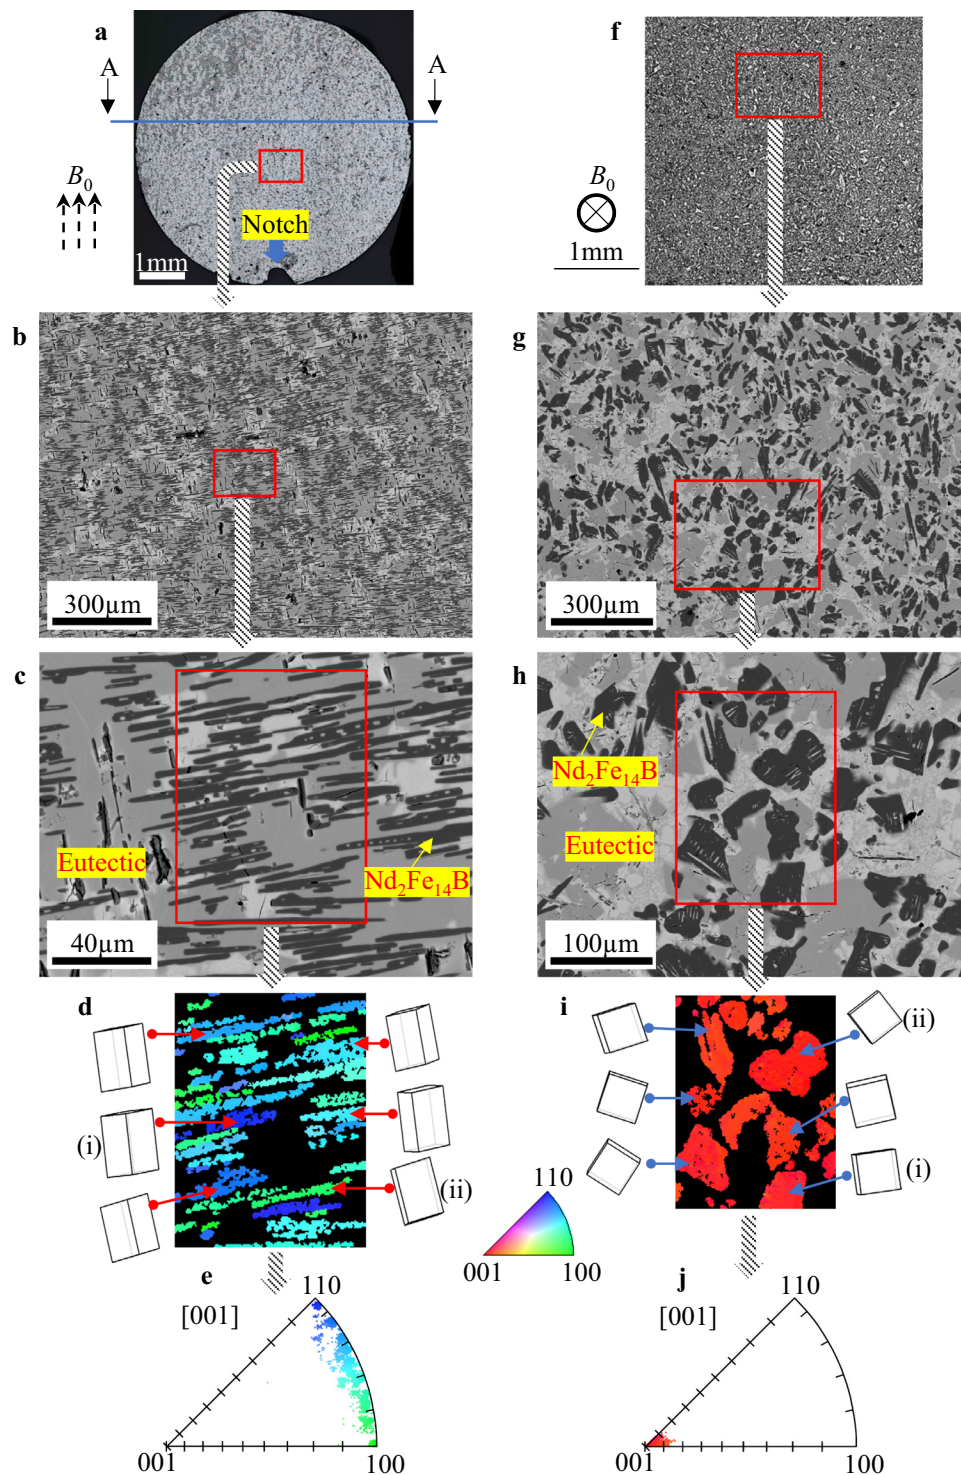 a
A
A
B0
Notch
1mm
f
B0
1mm
b
300µm
g
300µm
c
Eutectic
Nd2Fe14B
40µm
h
Nd2Fe14B
Eutectic
100µm
d
(i)
(ii)
110
001
100
i
(ii)
(i)
e
[001]
110
001
100
j
[001]
110
001
100